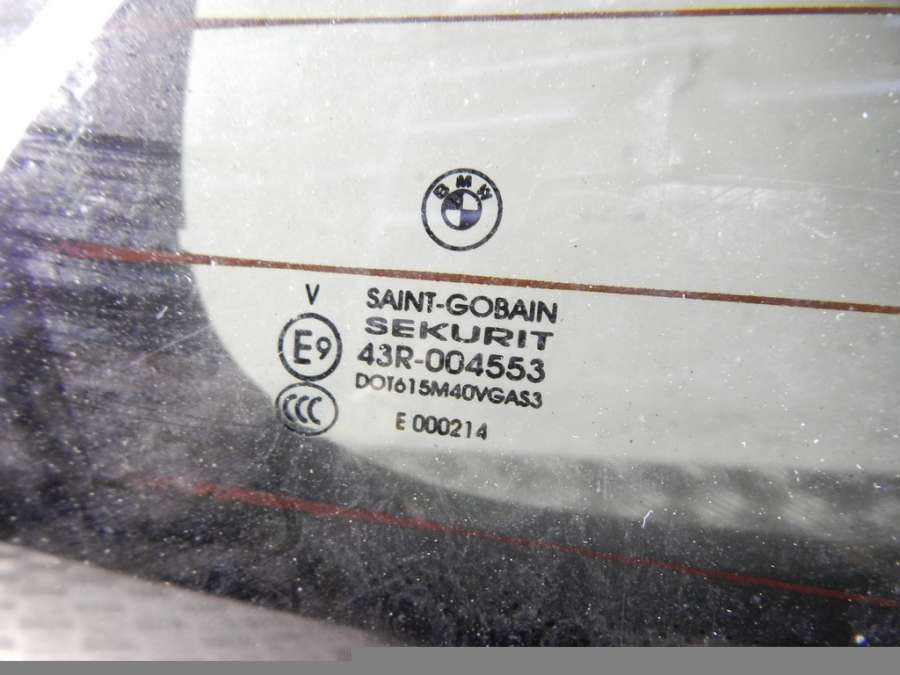 BMW
V
SAINT-GOBAIN
SEKURIT
E9
43R-004553
DOT615M40VGAS3
CCC
E 000214